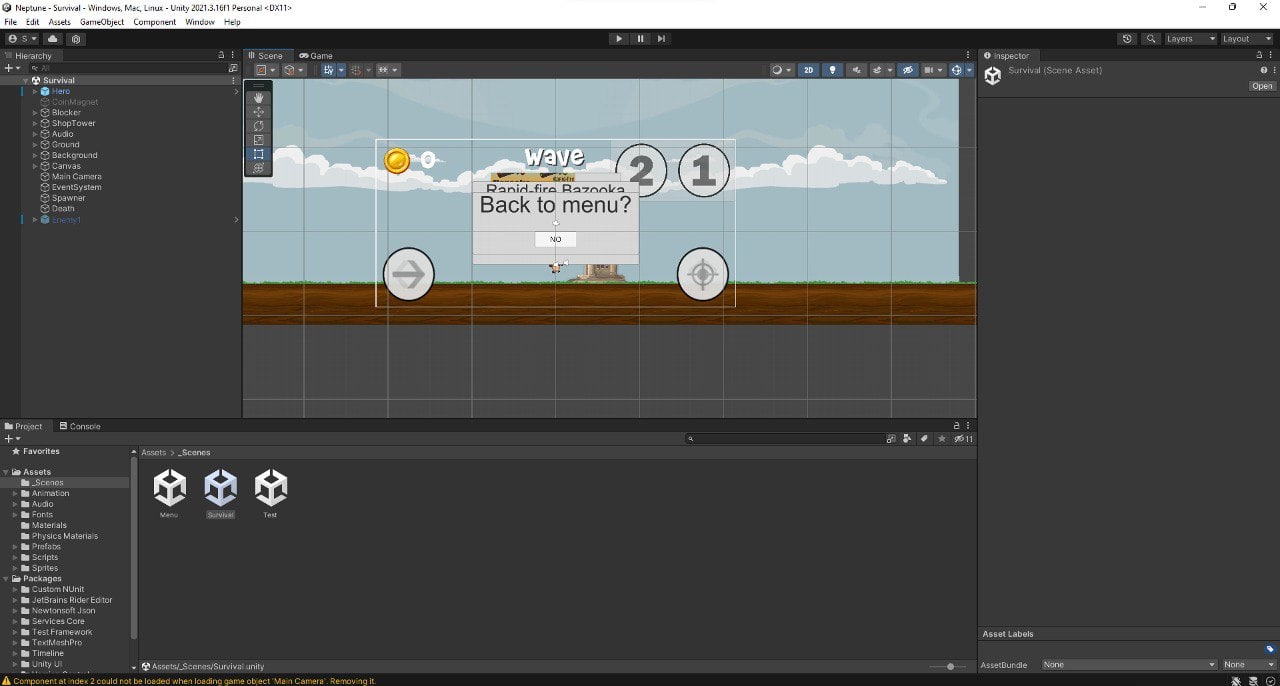 Neptune - Survival - Windows, Mac, Linux - Unity 2021.3.16f1 Personal <DX11>
File Edit Assets GameObject Component Window Help
S
Layers
Layout
Hierarchy
All
Survival
Hero
CoinMagnet
Blocker
ShopTower
Audio
Ground
Background
Canvas
Main Camera
EventSystem
Spawner
Death
Enemy1
Scene
Game
2D
0
wave
2
1
Rapid-fire Bazooka
Back to menu?
NO
Inspector
Survival (Scene Asset)
Open
Project
Console
11
Favorites
Assets
_Scenes
Animation
Audio
Fonts
Materials
Physics Materials
Prefabs
Scripts
Sprites
Packages
Custom NUnit
JetBrains Rider Editor
Newtonsoft Json
Services Core
Test Framework
TextMeshPro
Timeline
Unity UI
Assets > _Scenes
Menu
Survival
Test
Assets/_Scenes/Survival.unity
Asset Labels
AssetBundle
None
None
Component at index 2 could not be loaded when loading game object 'Main Camera'. Removing it.